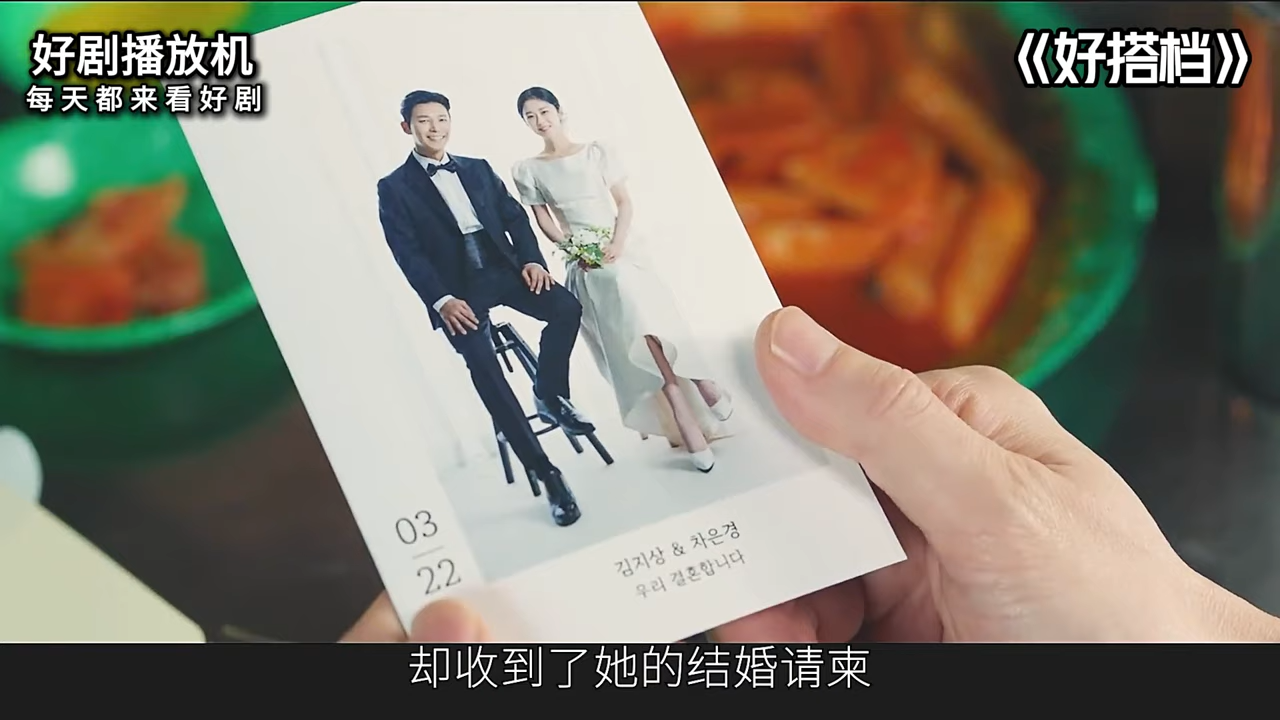 好剧播放机
每天都来看好剧
《好搭档》
03
22
김지상 & 차은경
우리 결혼합니다
却收到了她的结婚请柬